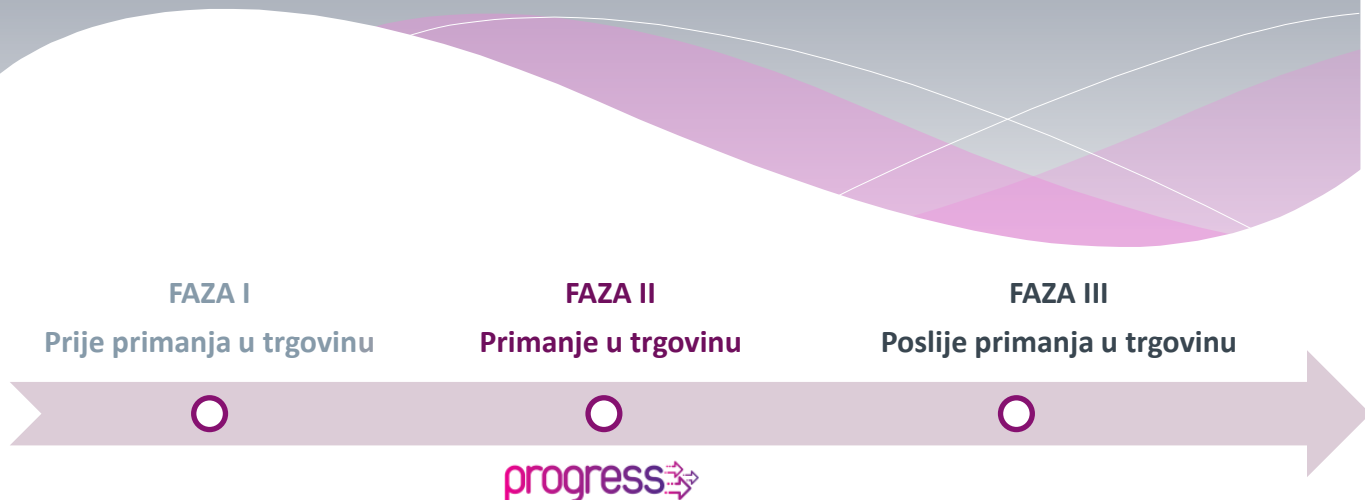 FAZA I
Prije primanja u trgovinu
FAZA II
Primanje u trgovinu
FAZA III
Poslije primanja u trgovinu
progress